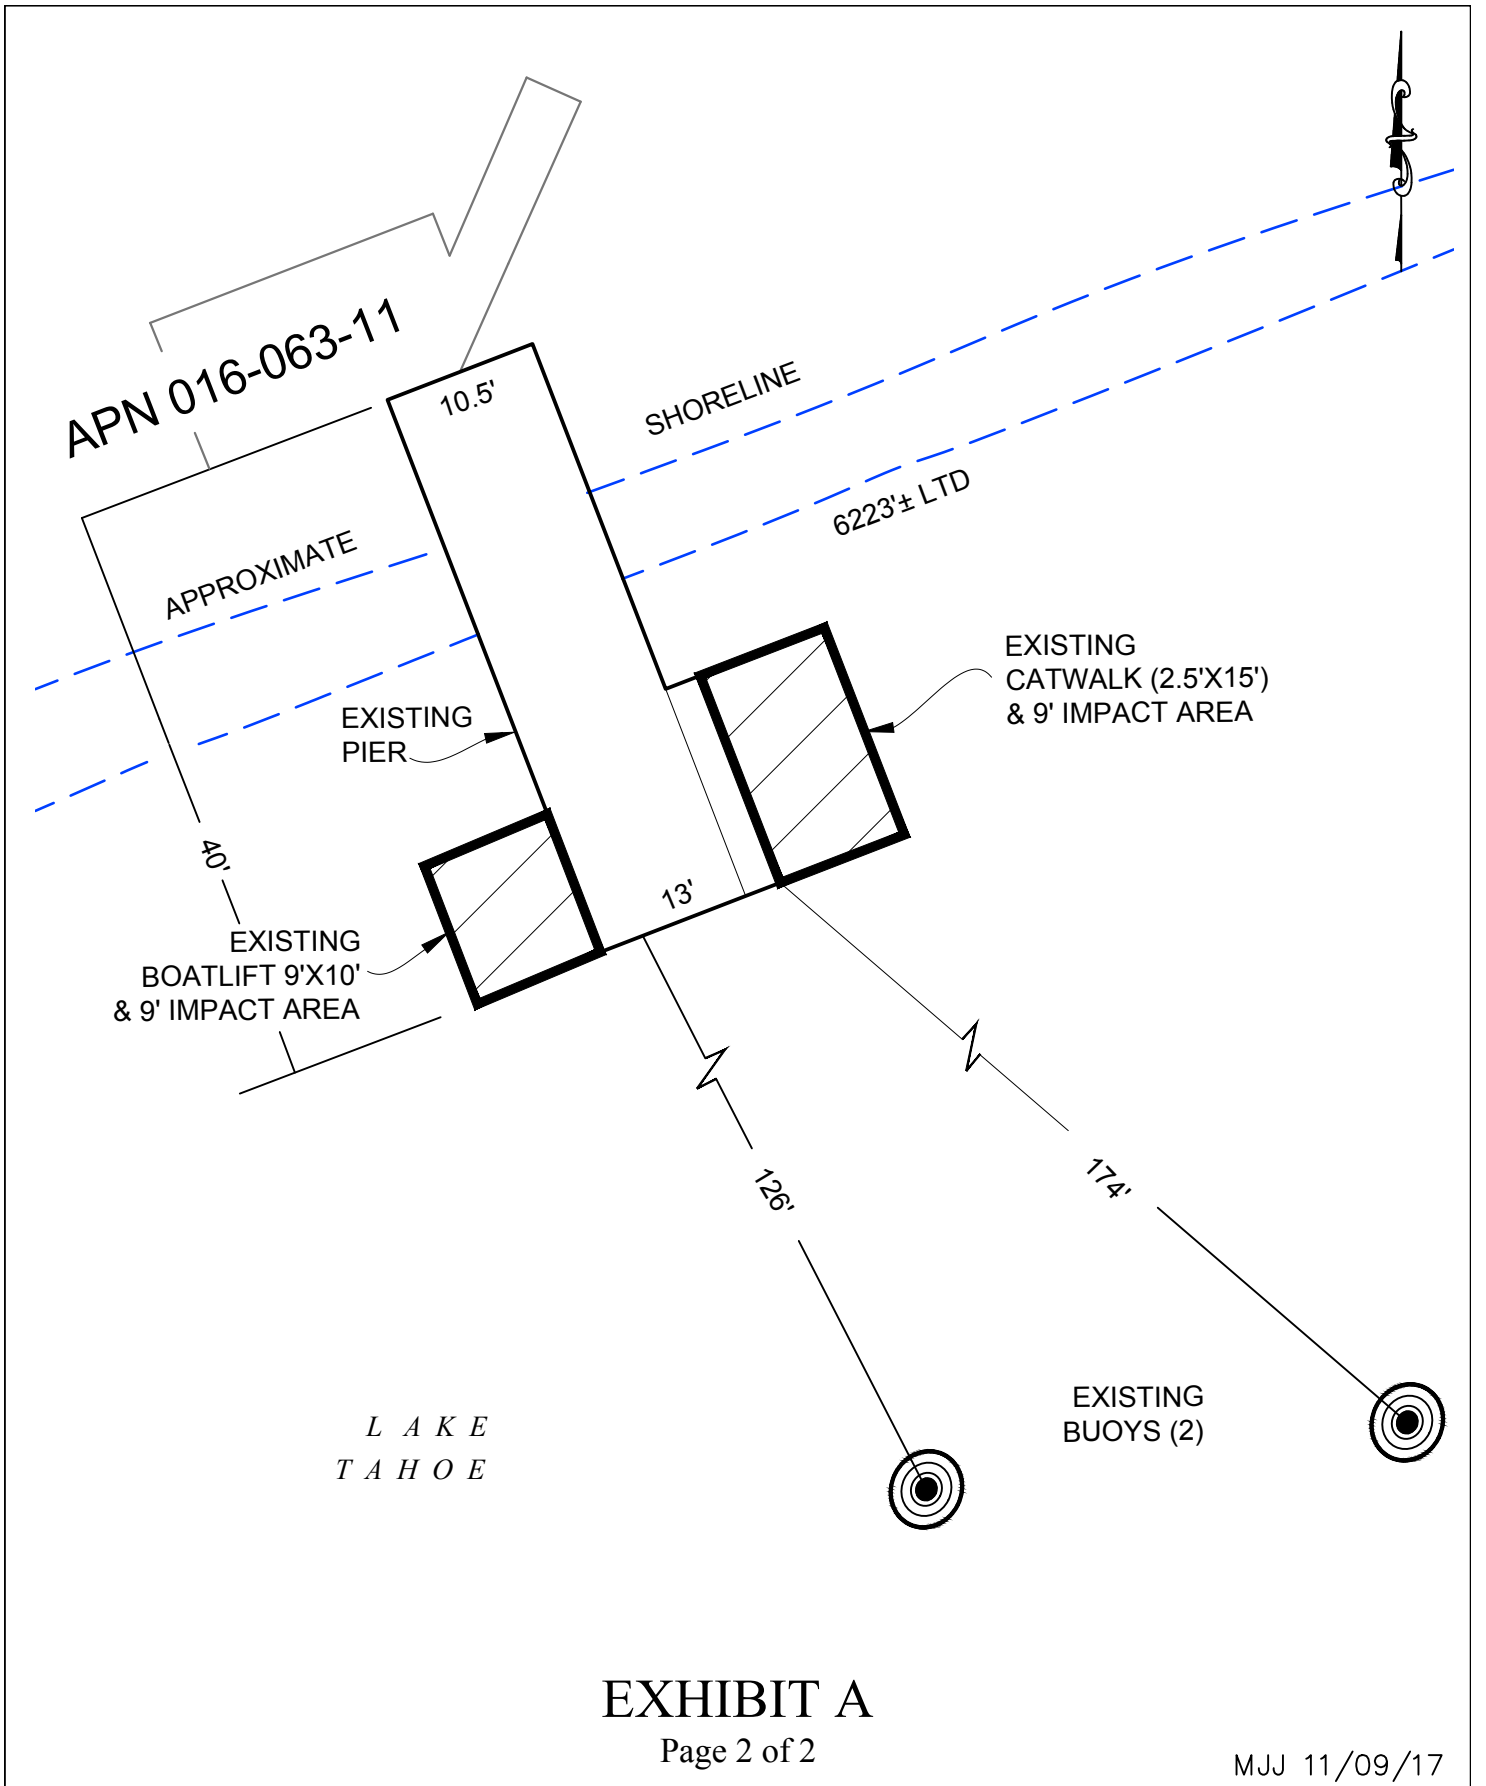 APN 016-063-11
10.5'
SHORELINE
6223'± LTD
APPROXIMATE
EXISTING
CATWALK (2.5'X15')
& 9' IMPACT AREA
EXISTING
PIER
40'
13'
EXISTING
BOATLIFT 9'X10'
& 9' IMPACT AREA
126'
174'
EXISTING
BUOYS (2)
LAKE
TAHOE
EXHIBIT A
Page 2 of 2
MJJ 11/09/17